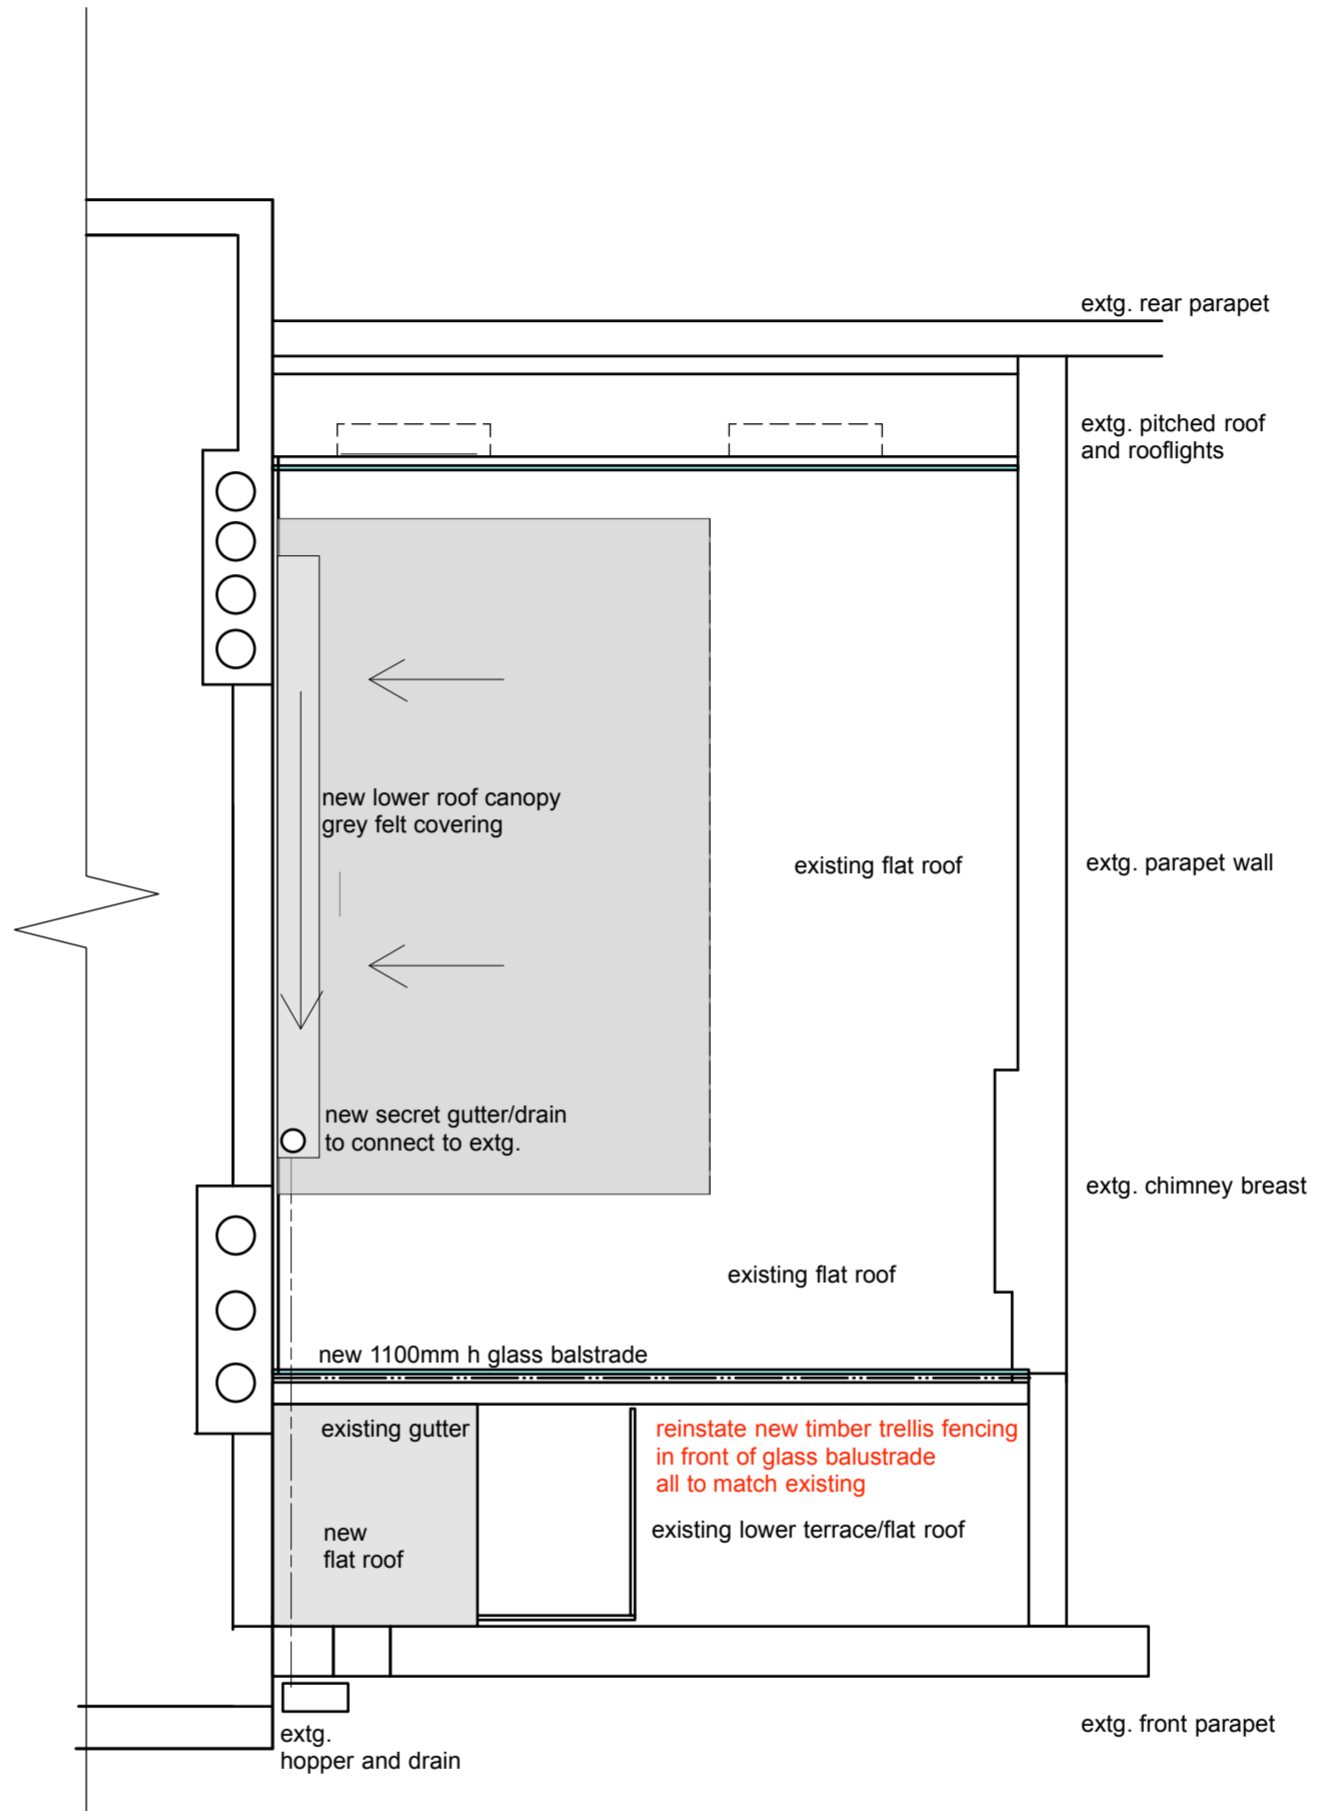 extg. rear parapet
extg. pitched roof
and rooflights
new lower roof canopy
grey felt covering
existing flat roof
extg. parapet wall
new secret gutter/drain
to connect to extg.
extg. chimney breast
existing flat roof
new 1100mm h glass balstrade
existing gutter
reinstate new timber trellis fencing
in front of glass balustrade
all to match existing
new
flat roof
existing lower terrace/flat roof
extg.
hopper and drain
extg. front parapet